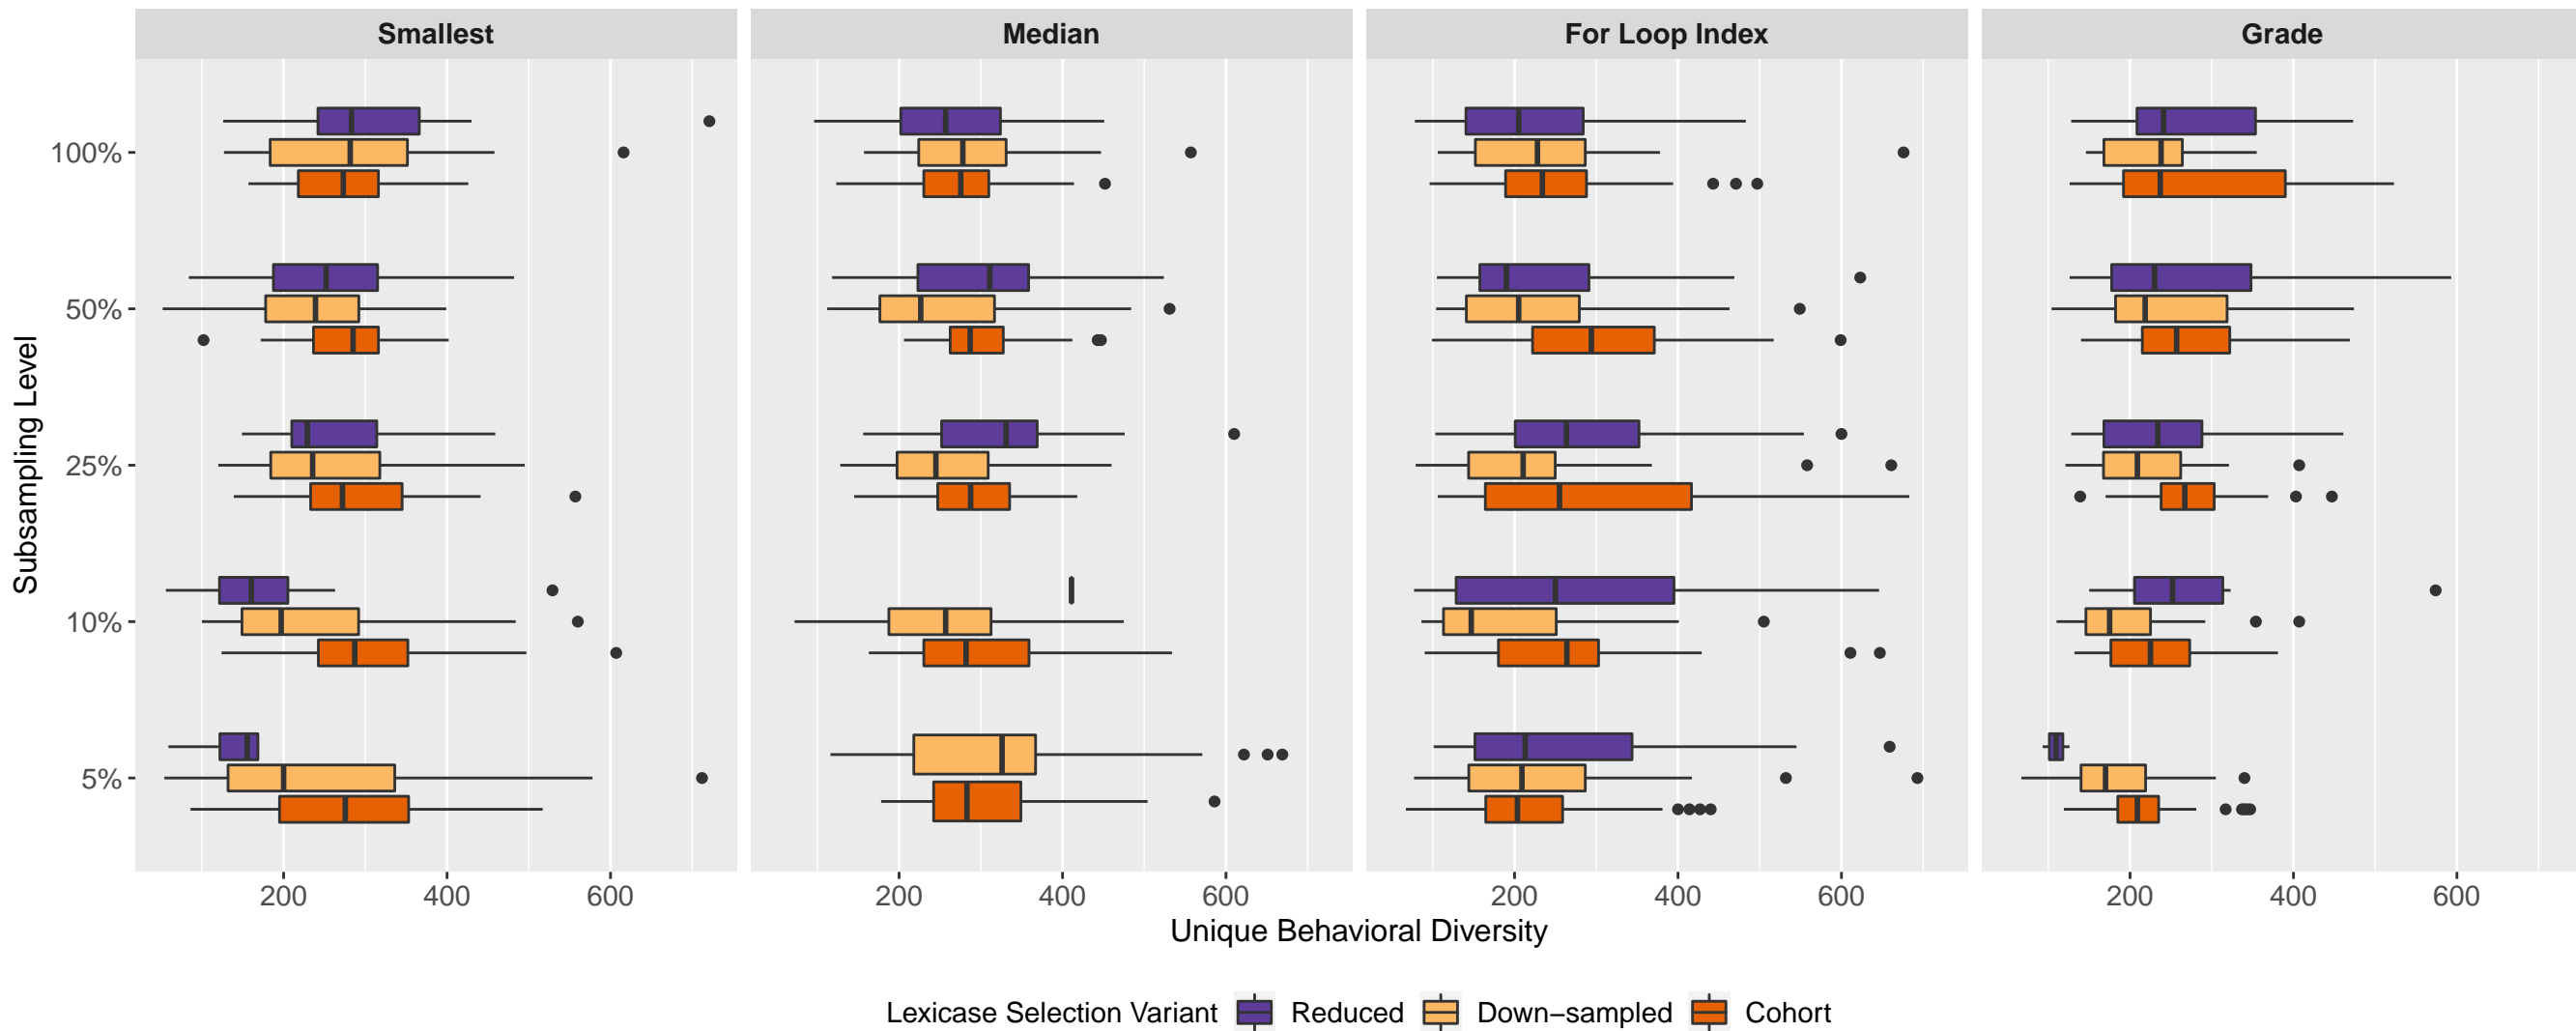 Smallest Median For Loop Index Grade
Subsampling Level
100%
50%
25%
10%
5%
200 400 600 200 400 600 200 400 600 200 400 600
Unique Behavioral Diversity
Lexicase Selection Variant Reduced Down−sampled Cohort